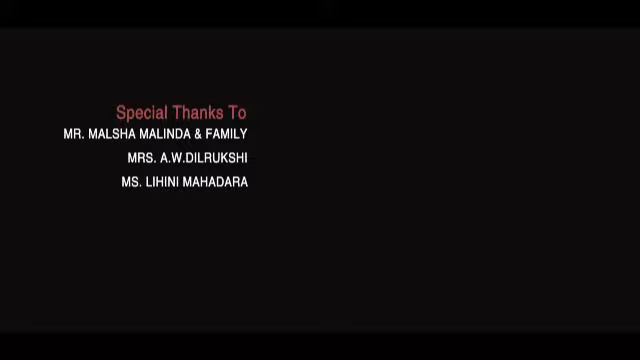 Special Thanks To
MR. MALSHA MALINDA & FAMILY
MRS. A.W.DILRUKSHI
MS. LIHINI MAHADARA